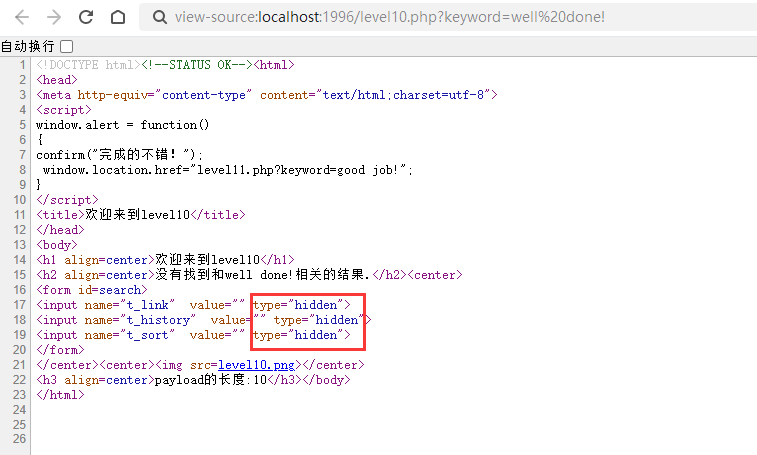 view-source:localhost:1996/level10.php?keyword=well%20done!
自动换行
1 <!DOCTYPE html><!--STATUS OK--><html>
2 <head>
3 <meta http-equiv="content-type" content="text/html;charset=utf-8">
4 <script>
5 window.alert = function()
6 {
7 confirm("完成的不错！");
8 window.location.href="level11.php?keyword=good job!";
9 }
10 </script>
11 <title>欢迎来到level10</title>
12 </head>
13 <body>
14 <h1 align=center>欢迎来到level10</h1>
15 <h2 align=center>没有找到和well done!相关的结果.</h2><center>
16 <form id=search>
17 <input name="t_link"  value="" type="hidden">
18 <input name="t_history"  value="" type="hidden">
19 <input name="t_sort"  value="" type="hidden">
20 </form>
21 </center><center><img src=level10.png></center>
22 <h3 align=center>payload的长度:10</h3></body>
23 </html>
24
25
26